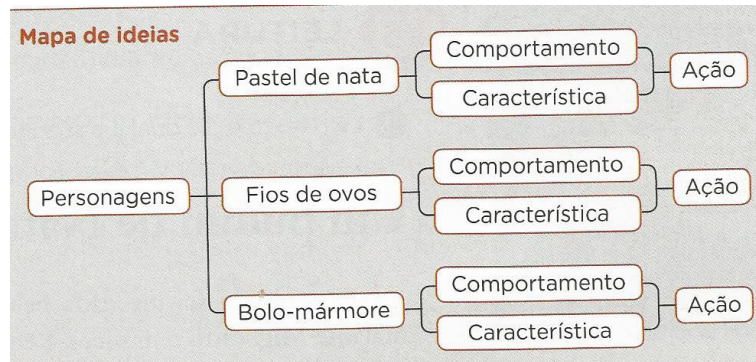 Mapa de ideias
Personagens
Pastel de nata
Comportamento
Característica
Ação
Fios de ovos
Comportamento
Característica
Ação
Bolo-mármore
Comportamento
Característica
Ação